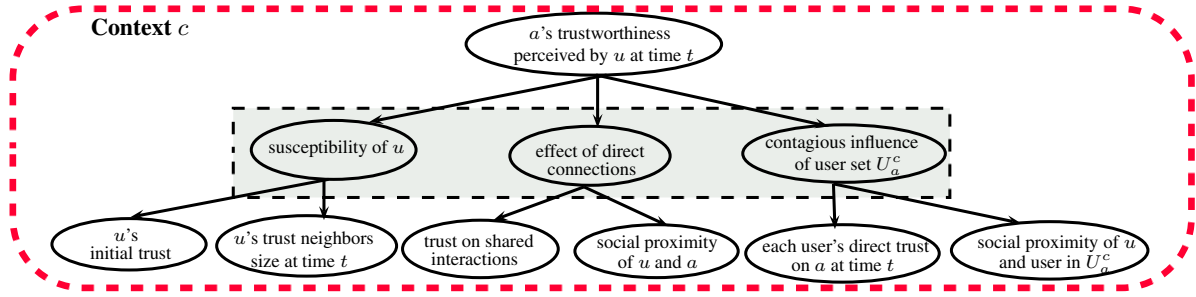 Context c
a's trustworthiness
perceived by u at time t
susceptibility of u
effect of direct
connections
contagious influence
of user set U_a^c
u's
initial trust
u's trust neighbors
size at time t
trust on shared
interactions
social proximity
of u and a
each user's direct trust
on a at time t
social proximity of u
and user in U_a^c